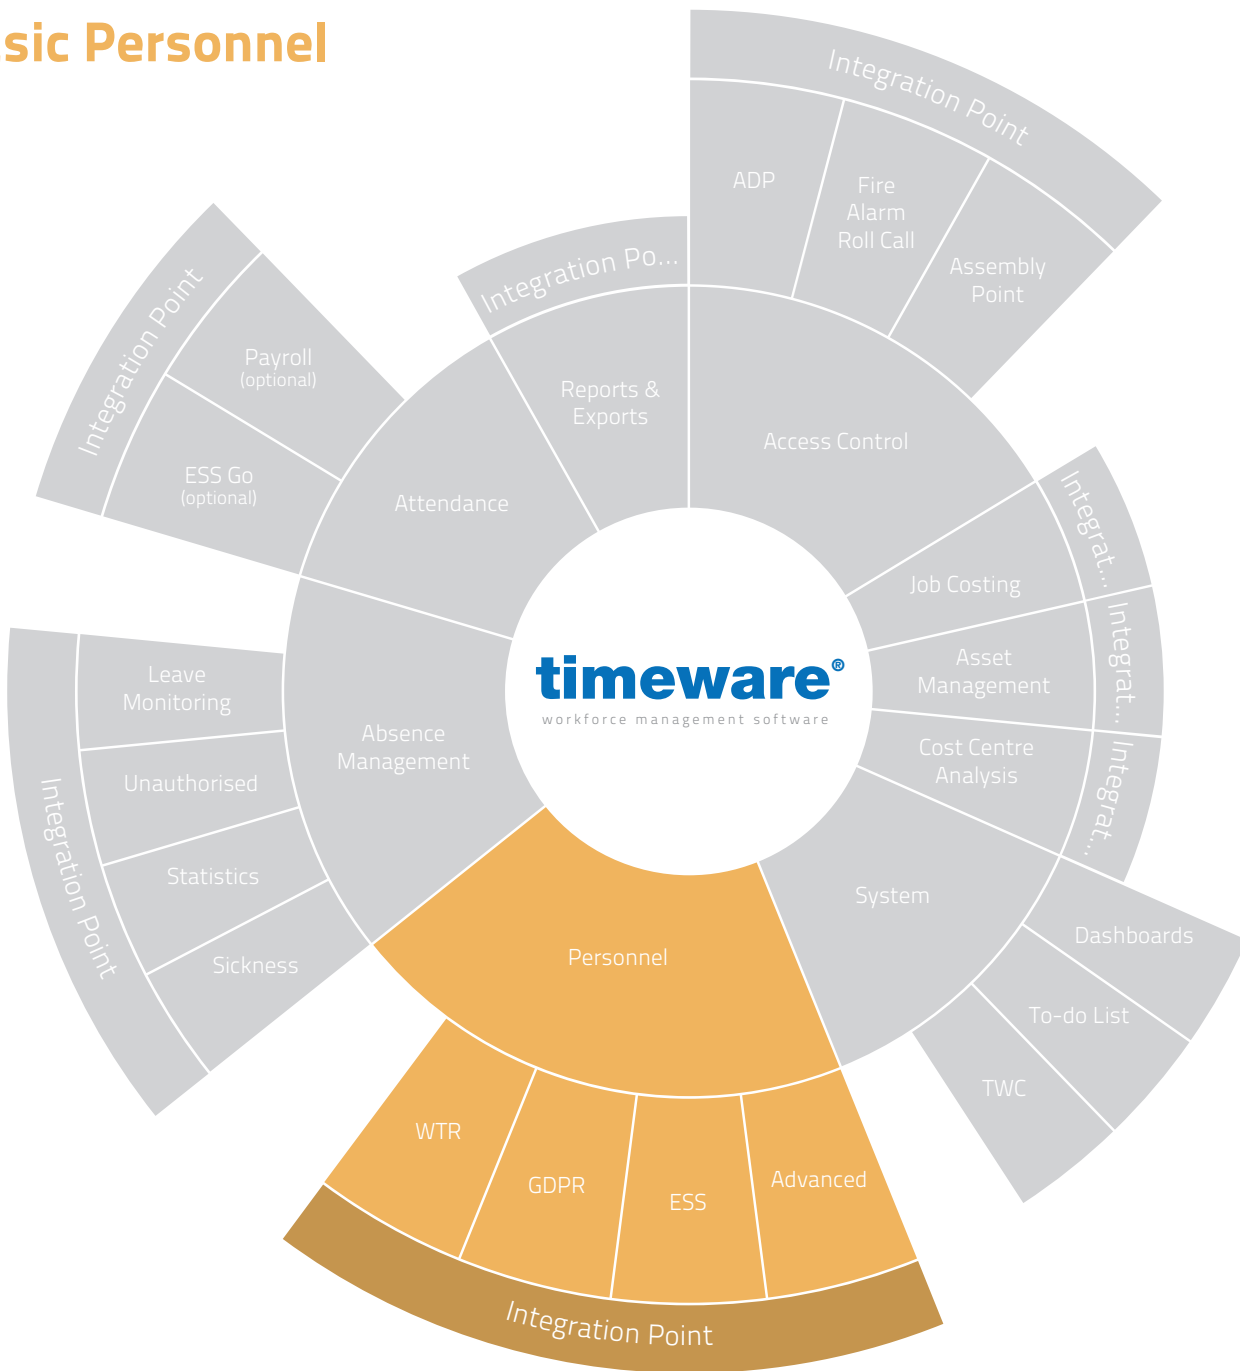 sic Personnel
Integration Point
ADP
Fire
Alarm
Roll Call
Assembly
Point
Integration Po...
Reports &
Exports
Access Control
Integration Point
Payroll
(optional)
ESS Go
(optional)
Attendance
Integrat...
Job Costing
Integrat...
Asset
Management
Integrat...
Cost Centre
Analysis
timeware®
workforce management software
Leave
Monitoring
Unauthorised
Statistics
Sickness
Integration Point
Absence
Management
System
Dashboards
To-do List
TWC
Personnel
WTR
GDPR
ESS
Advanced
Integration Point